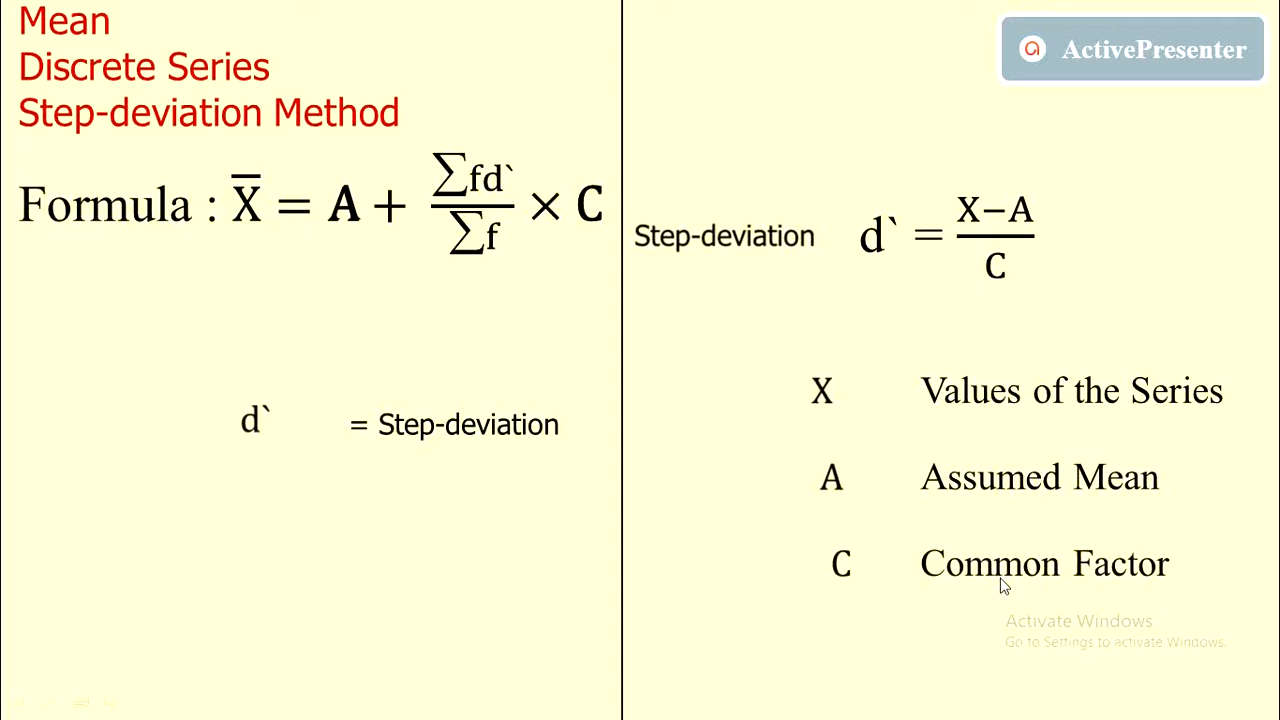 Mean
Discrete Series
Step-deviation Method
Formula : X̅ = A + ∑fd` / ∑f × C
d` = Step-deviation
ActivePresenter
Step-deviation d` = X−A / C
X Values of the Series
A Assumed Mean
C Common Factor
Activate Windows
Go to Settings to activate Windows.